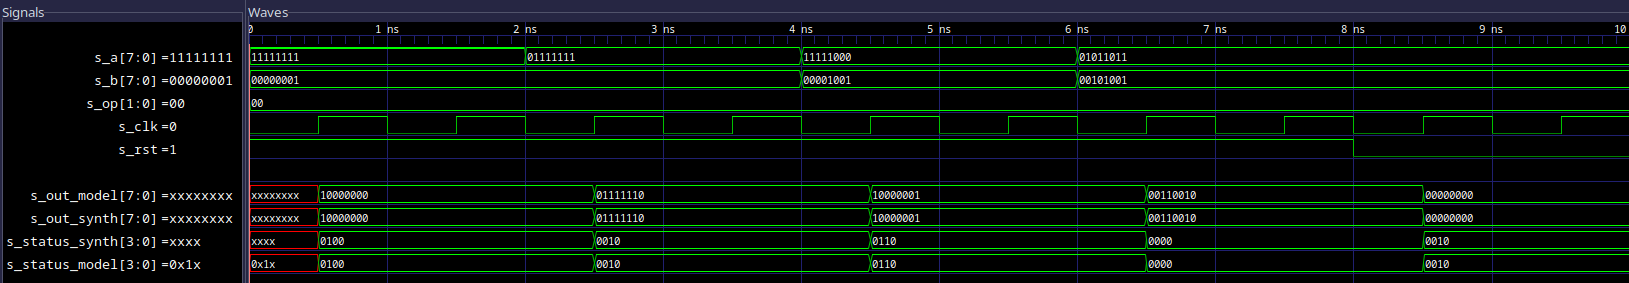 Signals Waves
0 1 ns 2 ns 3 ns 4 ns 5 ns 6 ns 7 ns 8 ns 9 ns 10
s_a[7:0] =11111111 11111111 01111111 11111000 01011011
s_b[7:0] =00000001 00000001 00001001 00101001
s_op[1:0] =00 00
s_clk =0
s_rst =1
s_out_model[7:0] =xxxxxxxx xxxxxxxx 10000000 01111110 10000001 00110010 00000000
s_out_synth[7:0] =xxxxxxxx xxxxxxxx 10000000 01111110 10000001 00110010 00000000
s_status_synth[3:0] =xxxx xxxx 0100 0010 0110 0000 0010
s_status_model[3:0] =0x1x 0x1x 0100 0010 0110 0000 0010